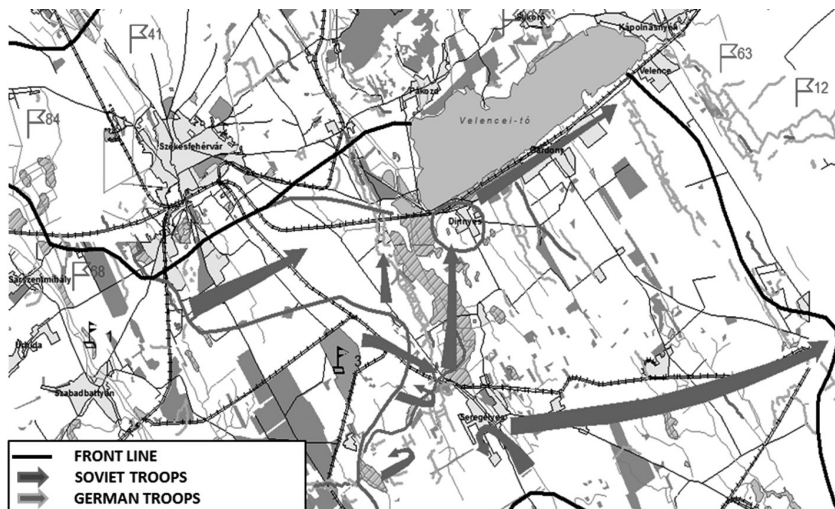 41
Sukoró
Kápolnásnyék
63
Velence
12
Pákozd
84
Velencei-tó
Székesfehérvár
Gárdony
Dinnyés
68
Sárszentmihály
1
Úrhida
3
Szabadbattyán
Seregélyes
FRONT LINE
SOVIET TROOPS
GERMAN TROOPS